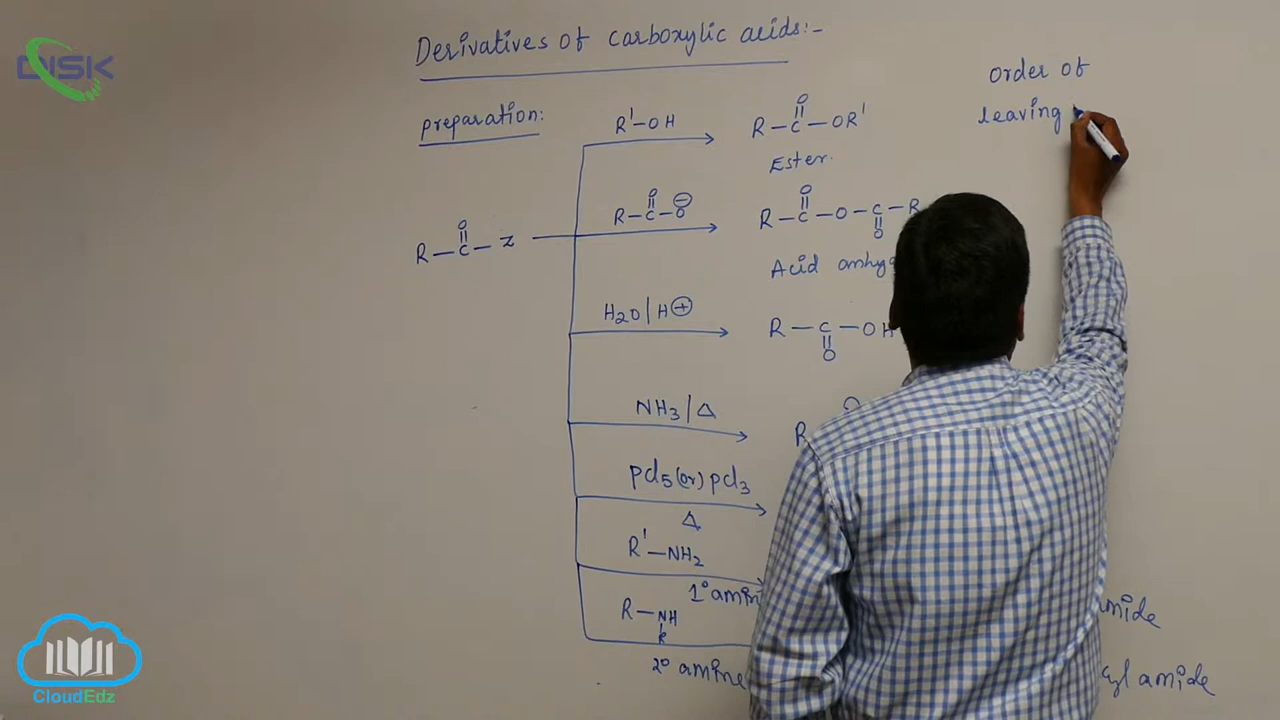 DISK
Derivatives of carboxylic acids:-
Order of
leaving
preparation:
R'-OH
R-C-OR'
O
Ester.
R-C-O⊖
O
R-C-O-C-R
O
O
Acid
R-C-Z
O
H2O/H⊕
R-C-OH
O
NH3/Δ
R
pcl5(or)pcl3
Δ
R'-NH2
1° amine
amide
R-NH
R
2° amine
amide
CloudEdz